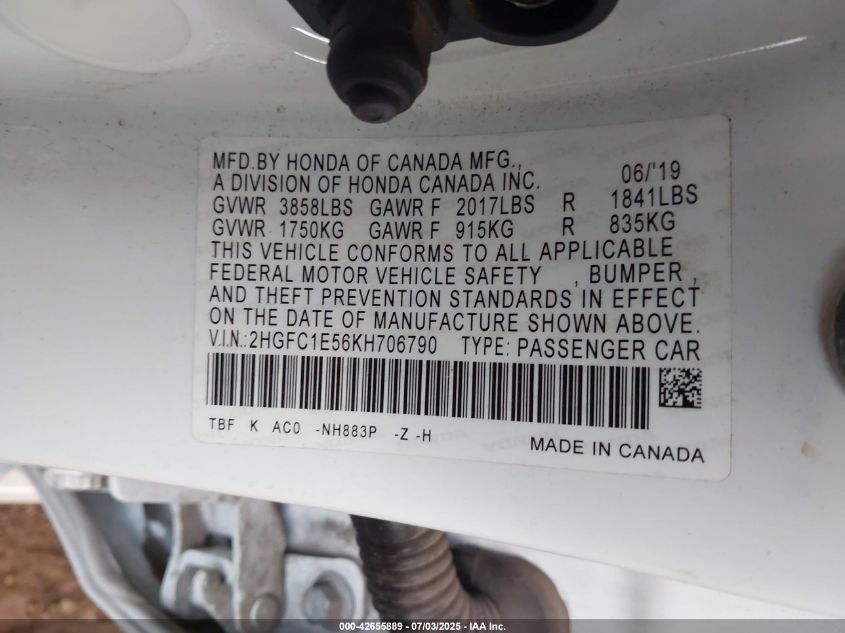 MFD.BY HONDA OF CANADA MFG., 06/'19
A DIVISION OF HONDA CANADA INC.
GVWR 3858LBS GAWR F 2017LBS R 1841LBS
GVWR 1750KG GAWR F 915KG R 835KG
THIS VEHICLE CONFORMS TO ALL APPLICABLE
FEDERAL MOTOR VEHICLE SAFETY , BUMPER ,
AND THEFT PREVENTION STANDARDS IN EFFECT
ON THE DATE OF MANUFACTURE SHOWN ABOVE.
V.I.N.:2HGFC1E56KH706790 TYPE: PASSENGER CAR
TBF K AC0 -NH883P -Z -H
MADE IN CANADA
000-42655889 - 07/03/2025 - IAA Inc.